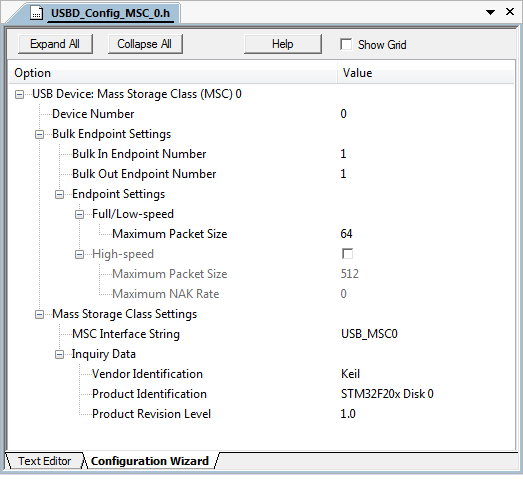 USBD_Config_MSC_0.h
Expand All Collapse All Help Show Grid
Option Value
USB Device: Mass Storage Class (MSC) 0
Device Number 0
Bulk Endpoint Settings
Bulk In Endpoint Number 1
Bulk Out Endpoint Number 1
Endpoint Settings
Full/Low-speed
Maximum Packet Size 64
High-speed
Maximum Packet Size 512
Maximum NAK Rate 0
Mass Storage Class Settings
MSC Interface String USB_MSC0
Inquiry Data
Vendor Identification Keil
Product Identification STM32F20x Disk 0
Product Revision Level 1.0
Text Editor Configuration Wizard